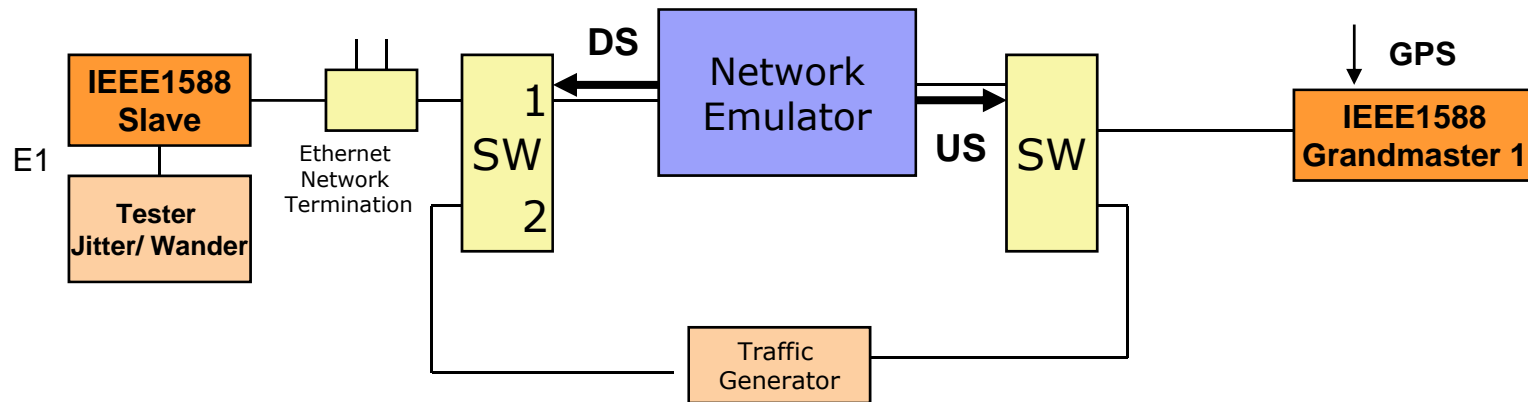 IEEE1588
Slave
E1
Tester
Jitter/ Wander
Ethernet
Network
Termination
1
SW
2
DS
Network
Emulator
US
SW
GPS
IEEE1588
Grandmaster 1
Traffic
Generator